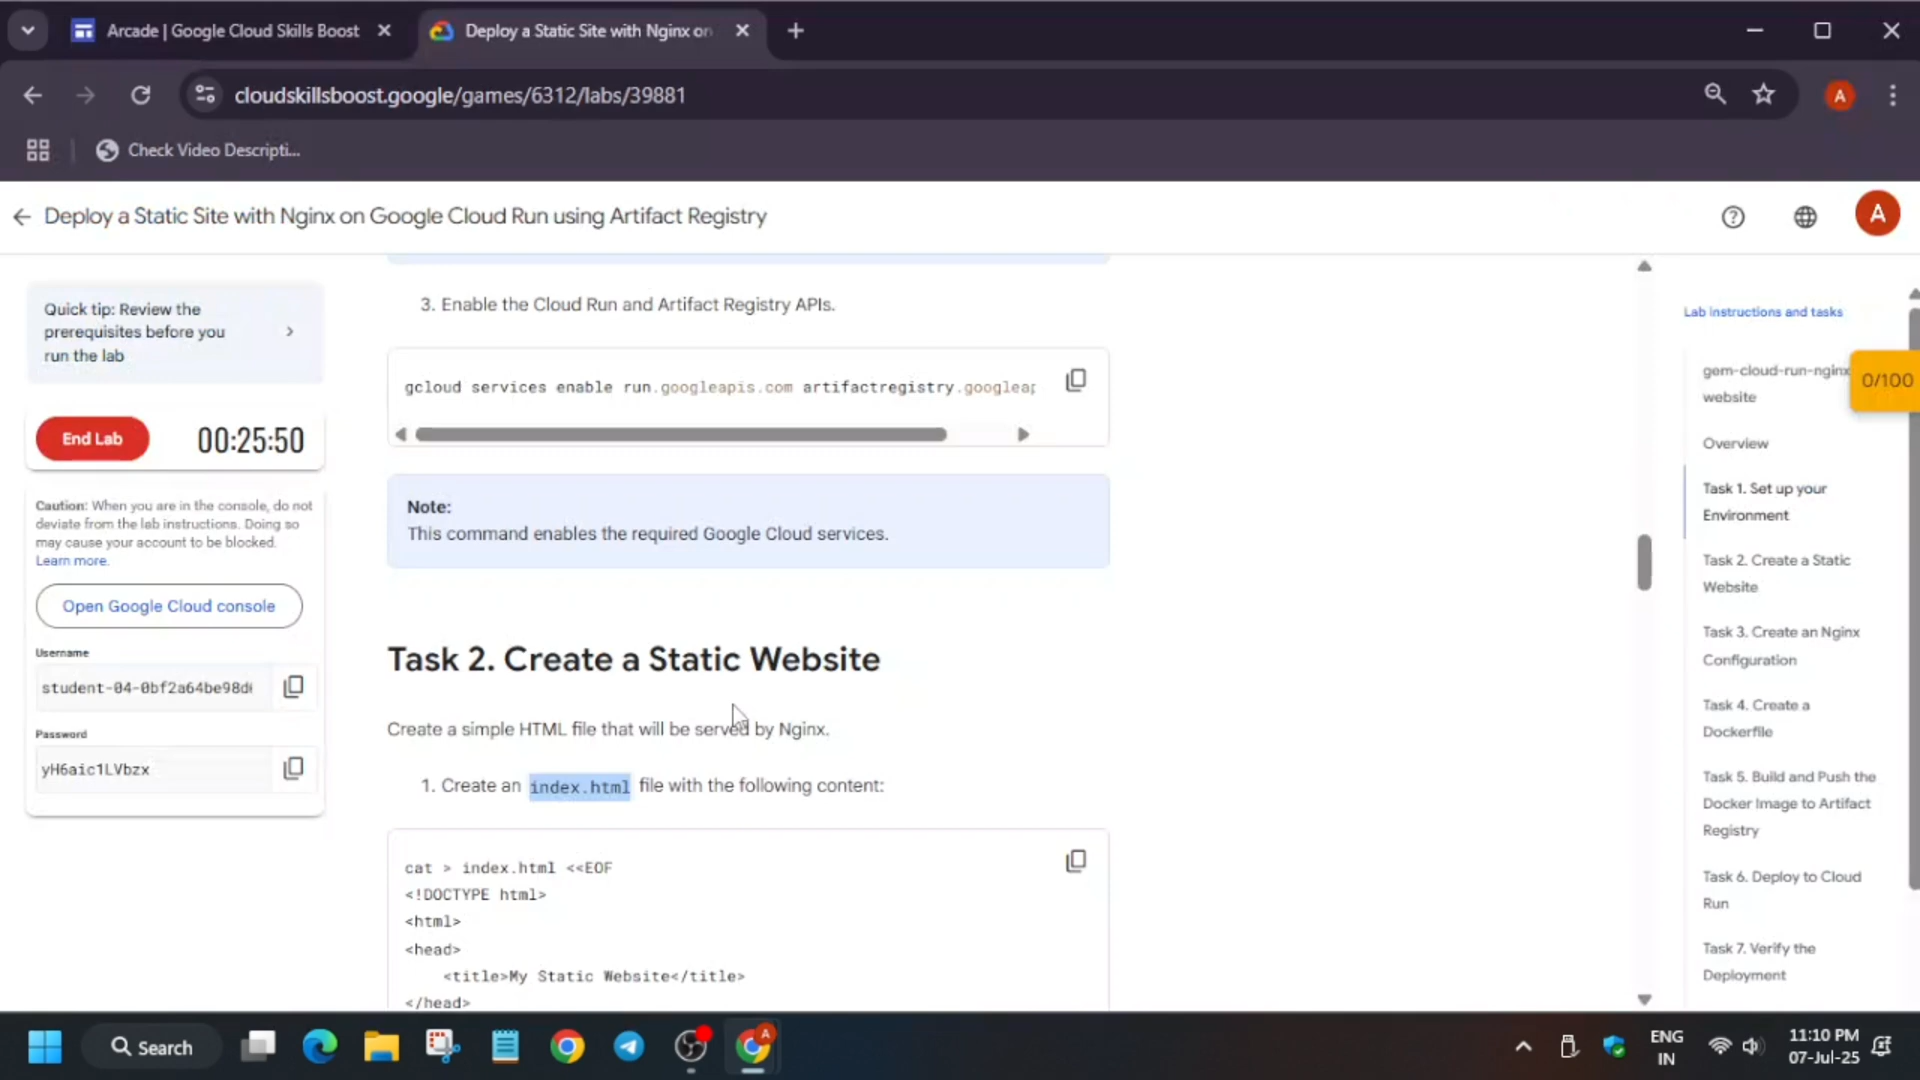 Arcade | Google Cloud Skills Boost
Deploy a Static Site with Nginx on
cloudskillsboost.google/games/6312/labs/39881
A
Check Video Descripti...
Deploy a Static Site with Nginx on Google Cloud Run using Artifact Registry
A
Quick tip: Review the
prerequisites before you
run the lab
End Lab
00:25:50
Caution: When you are in the console, do not
deviate from the lab instructions. Doing so
may cause your account to be blocked.
Learn more.
Open Google Cloud console
Username
student-04-0bf2a64be98d
Password
yH6aic1LVbzx
3. Enable the Cloud Run and Artifact Registry APIs.
gcloud services enable run.googleapis.com artifactregistry.googleap
Note:
This command enables the required Google Cloud services.
Task 2. Create a Static Website
Create a simple HTML file that will be served by Nginx.
1. Create an index.html file with the following content:
cat > index.html <<EOF
<!DOCTYPE html>
<html>
<head>
<title>My Static Website</title>
</head>
Lab instructions and tasks
gem-cloud-run-nginx
website
0/100
Overview
Task 1. Set up your
Environment
Task 2. Create a Static
Website
Task 3. Create an Nginx
Configuration
Task 4. Create a
Dockerfile
Task 5. Build and Push the
Docker Image to Artifact
Registry
Task 6. Deploy to Cloud
Run
Task 7. Verify the
Deployment
Search
A
ENG
IN
11:10 PM
07-Jul-25